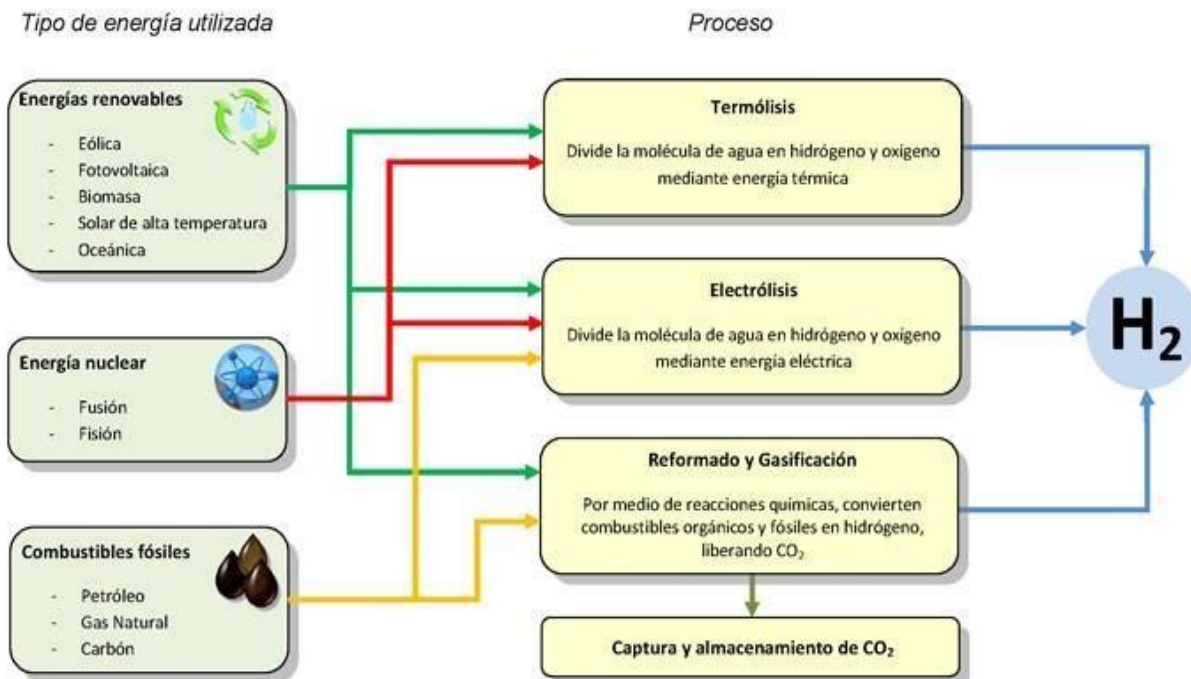 Tipo de energía utilizada
Proceso
Energías renovables
- Eólica
- Fotovoltaica
- Biomasa
- Solar de alta temperatura
- Oceánica
Energía nuclear
- Fusión
- Fisión
Combustibles fósiles
- Petróleo
- Gas Natural
- Carbón
Termólisis
Divide la molécula de agua en hidrógeno y oxígeno
mediante energía térmica
Electrólisis
Divide la molécula de agua en hidrógeno y oxígeno
mediante energía eléctrica
Reformado y Gasificación
Por medio de reacciones químicas, convierten
combustibles orgánicos y fósiles en hidrógeno,
liberando CO₂
Captura y almacenamiento de CO₂
H₂